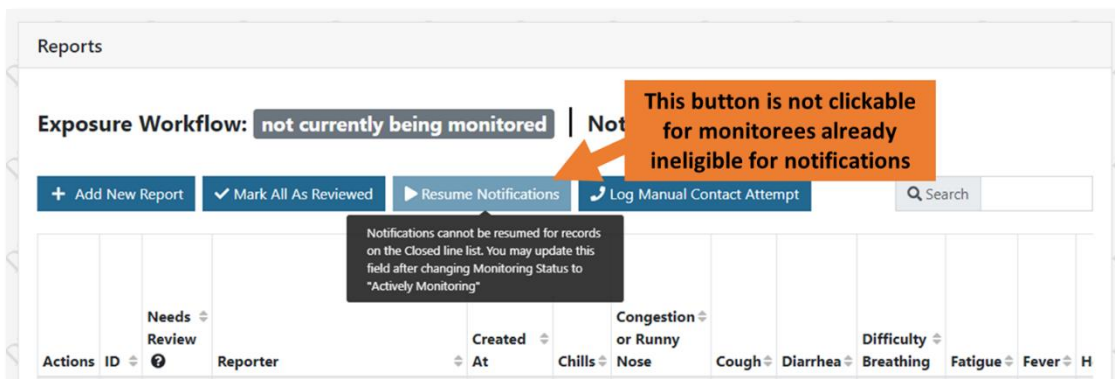 Reports
This button is not clickable
for monitorees already
ineligible for notifications
Exposure Workflow: not currently being monitored
+ Add New Report
Mark All As Reviewed
Resume Notifications
Log Manual Contact Attempt
Search
Notifications cannot be resumed for records
on the Closed line list. You may update this
field after changing Monitoring Status to
"Actively Monitoring"
Actions
ID
Needs
Review
Reporter
Created
At
Chills
Congestion
or Runny
Nose
Cough
Diarrhea
Difficulty
Breathing
Fatigue
Fever